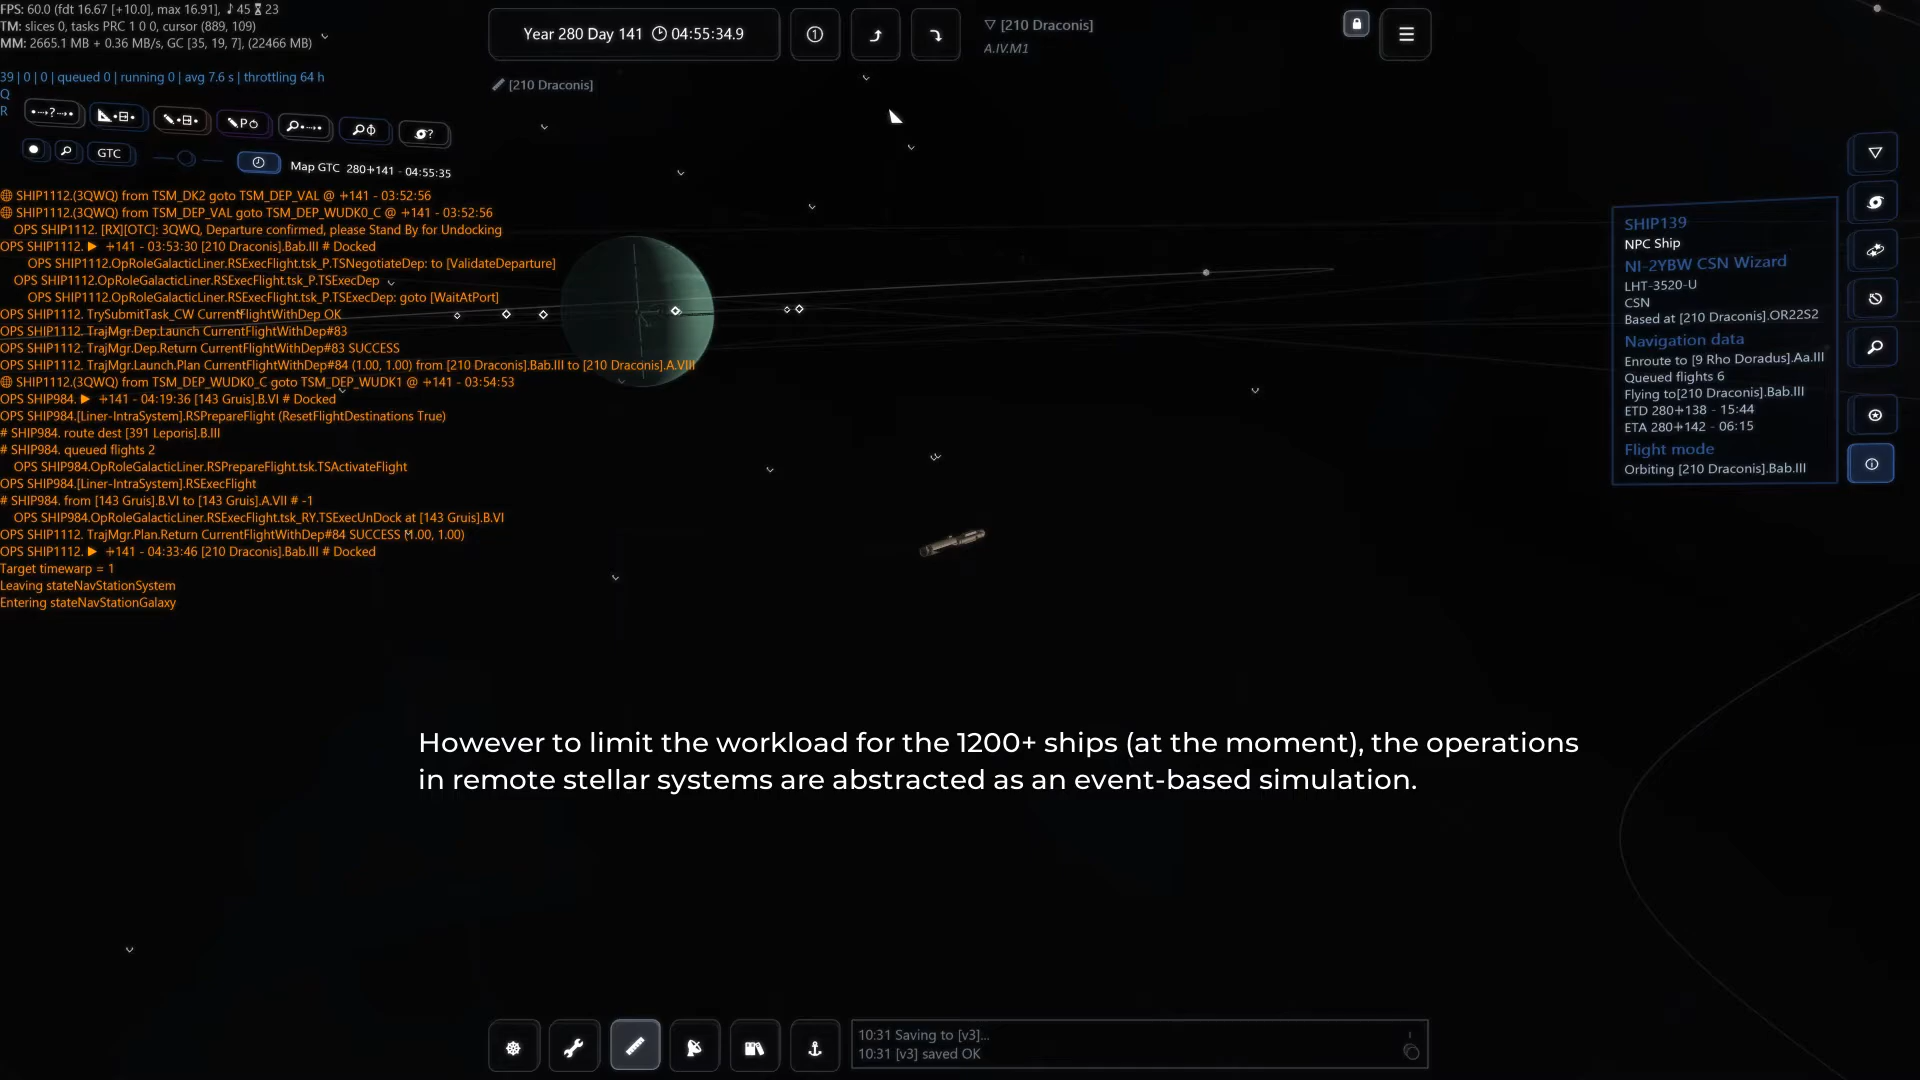 FPS: 60.0 (fdt 16.67 [+10.0], max 16.91), ♪ 45 ⌛ 23
TM: slices 0, tasks PRC 1 0 0, cursor (889, 109)
MM: 2665.1 MB + 0.36 MB/s, GC [35, 19, 7], (22466 MB)
39 | 0 | 0 | queued 0 | running 0 | avg 7.6 s | throttling 64 h
Q
R
GTC
Map GTC 280+141 - 04:55:35
Year 280 Day 141 04:55:34.9
[210 Draconis]
▽ [210 Draconis]
A.IV.M1
SHIP1112.(3QWQ) from TSM_DK2 goto TSM_DEP_VAL @ +141 - 03:52:56
SHIP1112.(3QWQ) from TSM_DEP_VAL goto TSM_DEP_WUDK0_C @ +141 - 03:52:56
OPS SHIP1112. [RX][OTC]: 3QWQ, Departure confirmed, please Stand By for Undocking
OPS SHIP1112. ▶ +141 - 03:53:30 [210 Draconis].Bab.III # Docked
OPS SHIP1112.OpRoleGalacticLiner.RSExecFlight.tsk_P.TSNegotiateDep: to [ValidateDeparture]
OPS SHIP1112.OpRoleGalacticLiner.RSExecFlight.tsk_P.TSExecDep
OPS SHIP1112.OpRoleGalacticLiner.RSExecFlight.tsk_P.TSExecDep: goto [WaitAtPort]
OPS SHIP1112. TrySubmitTask_CW CurrentFlightWithDep OK
OPS SHIP1112. TrajMgr.Dep.Launch CurrentFlightWithDep#83
OPS SHIP1112. TrajMgr.Dep.Return CurrentFlightWithDep#83 SUCCESS
OPS SHIP1112. TrajMgr.Launch.Plan CurrentFlightWithDep#84 (1.00, 1.00) from [210 Draconis].Bab.III to [210 Draconis].A.VIII
SHIP1112.(3QWQ) from TSM_DEP_WUDK0_C goto TSM_DEP_WUDK1 @ +141 - 03:54:53
OPS SHIP984. ▶ +141 - 04:19:36 [143 Gruis].B.VI # Docked
OPS SHIP984.[Liner-IntraSystem].RSPrepareFlight (ResetFlightDestinations True)
# SHIP984. route dest [391 Leporis].B.III
# SHIP984. queued flights 2
OPS SHIP984.OpRoleGalacticLiner.RSPrepareFlight.tsk.TSActivateFlight
OPS SHIP984.[Liner-IntraSystem].RSExecFlight
# SHIP984. from [143 Gruis].B.VI to [143 Gruis].A.VII # -1
OPS SHIP984.OpRoleGalacticLiner.RSExecFlight.tsk_RY.TSExecUnDock at [143 Gruis].B.VI
OPS SHIP1112. TrajMgr.Plan.Return CurrentFlightWithDep#84 SUCCESS (1.00, 1.00)
OPS SHIP1112. ▶ +141 - 04:33:46 [210 Draconis].Bab.III # Docked
Target timewarp = 1
Leaving stateNavStationSystem
Entering stateNavStationGalaxy
SHIP139
NPC Ship
NI-2YBW CSN Wizard
LHT-3520-U
CSN
Based at [210 Draconis].OR22S2
Navigation data
Enroute to [9 Rho Doradus].Aa.III
Queued flights 6
Flying to[210 Draconis].Bab.III
ETD 280+138 - 15:44
ETA 280+142 - 06:15
Flight mode
Orbiting [210 Draconis].Bab.III
However to limit the workload for the 1200+ ships (at the moment), the operations
in remote stellar systems are abstracted as an event-based simulation.
10:31 Saving to [v3]...
10:31 [v3] saved OK